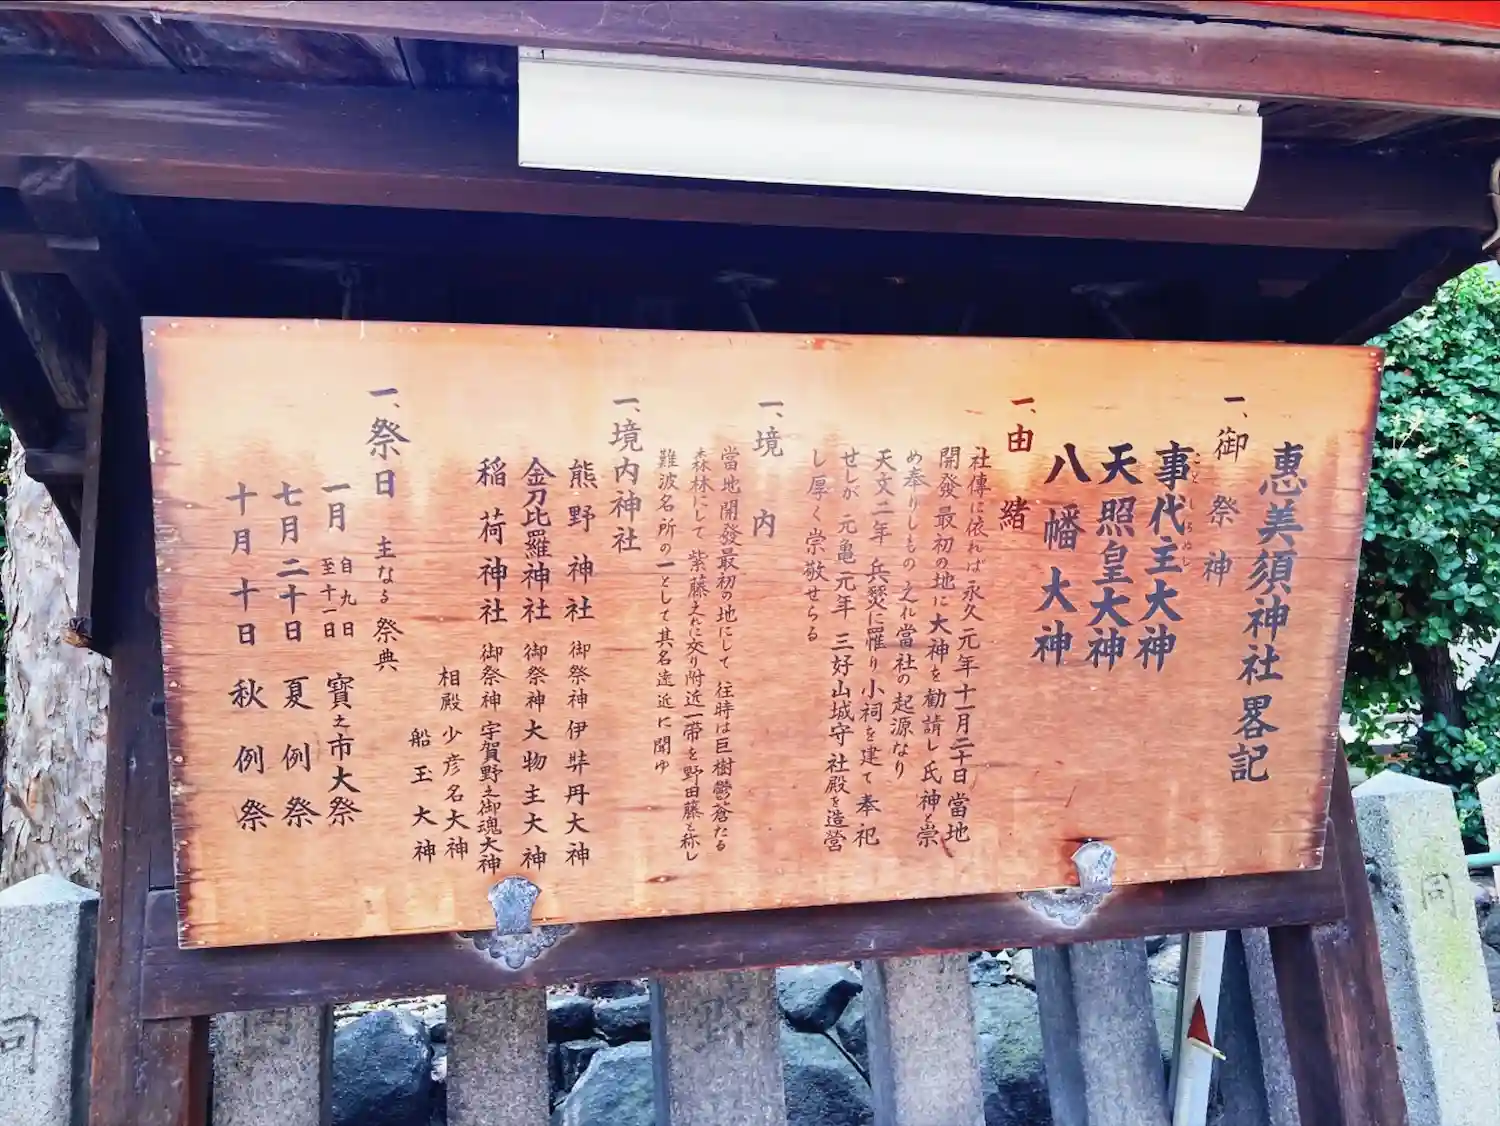 恵美須神社畧記
一、御祭神
事代主大神
こと しろぬし
天照皇大神
八幡大神
一、由緒
社傳に依れば永久元年十一月二十日當地
開發最初の地に大神を勸請し氏神と崇
め奉りしもの之れ當社の起源なり
天文二年 兵燹に罹り小祠を建て奉祀
せしが 元亀元年 三好山城守社殿を造營
し厚く崇敬せらる
一、境内
當地開發最初の地にして 往時は巨樹鬱蒼たる
森林にして 紫藤之れに交り附近一帯を野田藤と称し
難波名所の一として其名遠近に聞ゆ
一、境内神社
熊野神社 御祭神 伊弉丹大神
金刀比羅神社 御祭神 大物主大神
稲荷神社 御祭神 宇賀野之御魂大神
相殿 少彦名大神
船玉大神
一、祭日 主なる祭典
一月 自九日 至十一日 寳之市大祭
七月二十日 夏例祭
十月十日 秋例祭